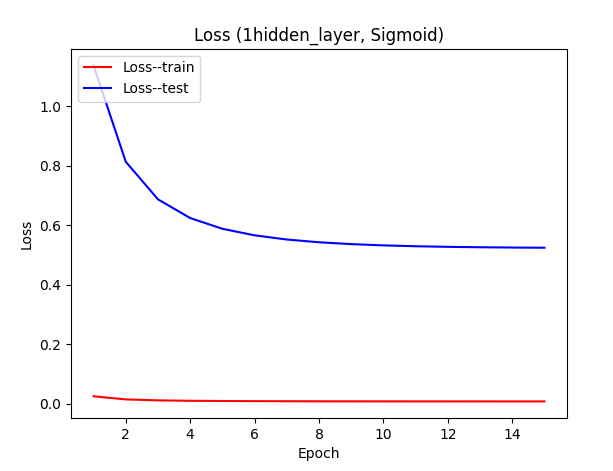 Loss (1hidden_layer, Sigmoid)
Loss--train
Loss--test
1.0
0.8
0.6
0.4
0.2
0.0
Loss
2 4 6 8 10 12 14
Epoch